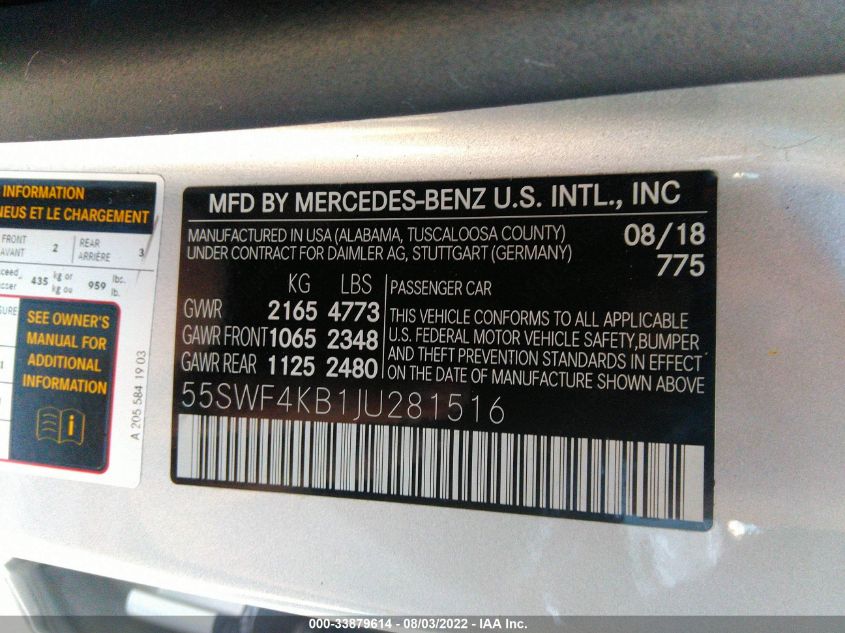 INFORMATION
NEUS ET LE CHARGEMENT
FRONT 2 REAR 3
AVANT ARRIÈRE
435 kg or 959 lbs.
kg ou lb.
SEE OWNER'S
MANUAL FOR
ADDITIONAL
INFORMATION
A 205 584 19 03
MFD BY MERCEDES-BENZ U.S. INTL., INC
MANUFACTURED IN USA (ALABAMA, TUSCALOOSA COUNTY) 08/18
UNDER CONTRACT FOR DAIMLER AG, STUTTGART (GERMANY) 775
KG LBS
GVWR 2165 4773
GAWR FRONT 1065 2348
GAWR REAR 1125 2480
PASSENGER CAR
THIS VEHICLE CONFORMS TO ALL APPLICABLE
U.S. FEDERAL MOTOR VEHICLE SAFETY,BUMPER
AND THEFT PREVENTION STANDARDS IN EFFECT
ON THE DATE OF MANUFACTURE SHOWN ABOVE
55SWF4KB1JU281516
000-33879614 - 08/03/2022 - IAA Inc.